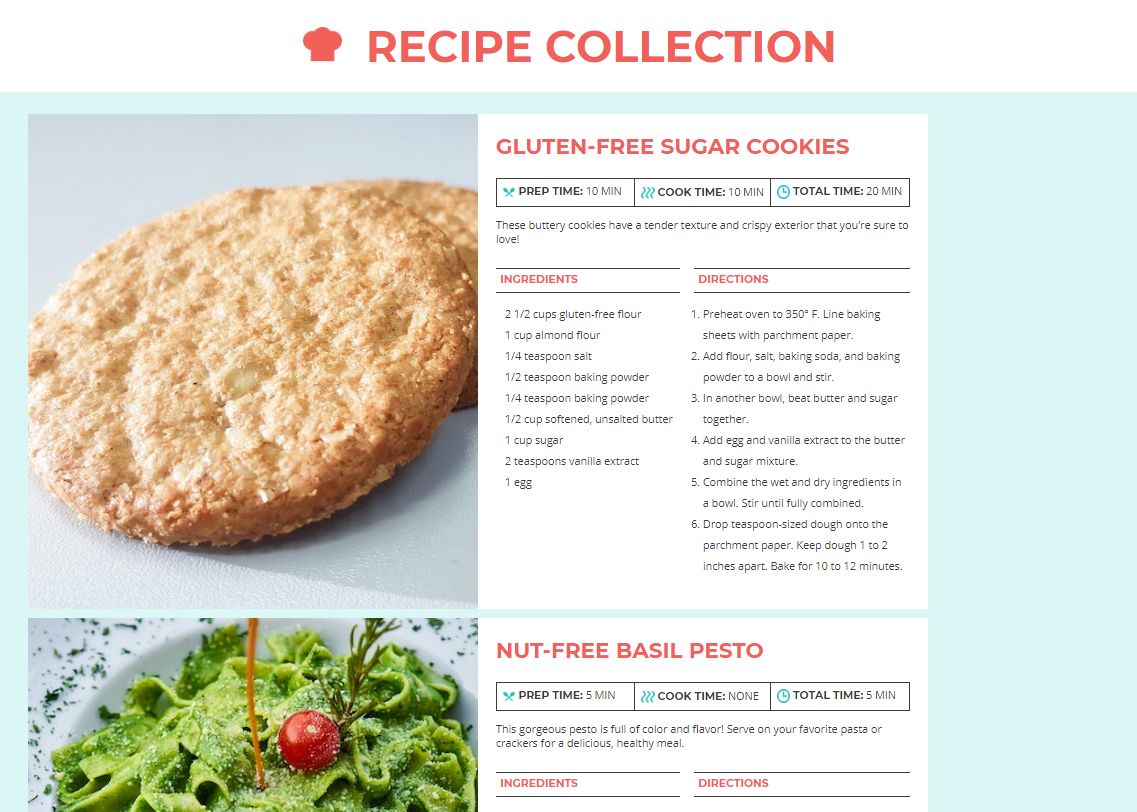 RECIPE COLLECTION
GLUTEN-FREE SUGAR COOKIES
PREP TIME: 10 MIN COOK TIME: 10 MIN TOTAL TIME: 20 MIN
These buttery cookies have a tender texture and crispy exterior that you're sure to
love!
INGREDIENTS
2 1/2 cups gluten-free flour
1 cup almond flour
1/4 teaspoon salt
1/2 teaspoon baking powder
1/4 teaspoon baking powder
1/2 cup softened, unsalted butter
1 cup sugar
2 teaspoons vanilla extract
1 egg
DIRECTIONS
1. Preheat oven to 350° F. Line baking
sheets with parchment paper.
2. Add flour, salt, baking soda, and baking
powder to a bowl and stir.
3. In another bowl, beat butter and sugar
together.
4. Add egg and vanilla extract to the butter
and sugar mixture.
5. Combine the wet and dry ingredients in
a bowl. Stir until fully combined.
6. Drop teaspoon-sized dough onto the
parchment paper. Keep dough 1 to 2
inches apart. Bake for 10 to 12 minutes.
NUT-FREE BASIL PESTO
PREP TIME: 5 MIN COOK TIME: NONE TOTAL TIME: 5 MIN
This gorgeous pesto is full of color and flavor! Serve on your favorite pasta or
crackers for a delicious, healthy meal.
INGREDIENTS
DIRECTIONS